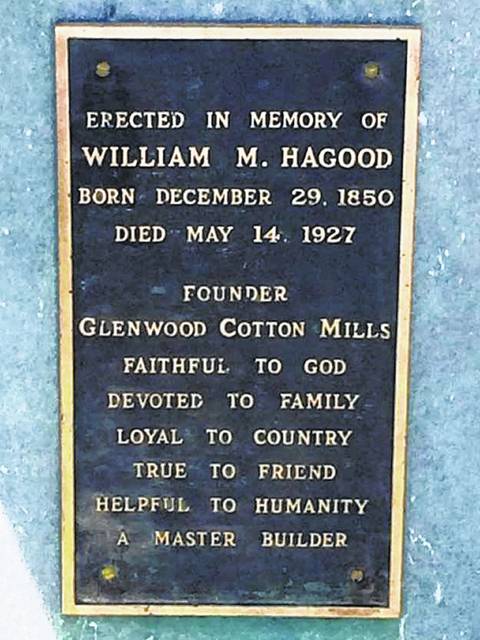 ERECTED IN MEMORY OF
WILLIAM M. HAGOOD
BORN DECEMBER 29, 1850
DIED MAY 14, 1927
FOUNDER
GLENWOOD COTTON MILLS
FAITHFUL TO GOD
DEVOTED TO FAMILY
LOYAL TO COUNTRY
TRUE TO FRIEND
HELPFUL TO HUMANITY
A MASTER BUILDER